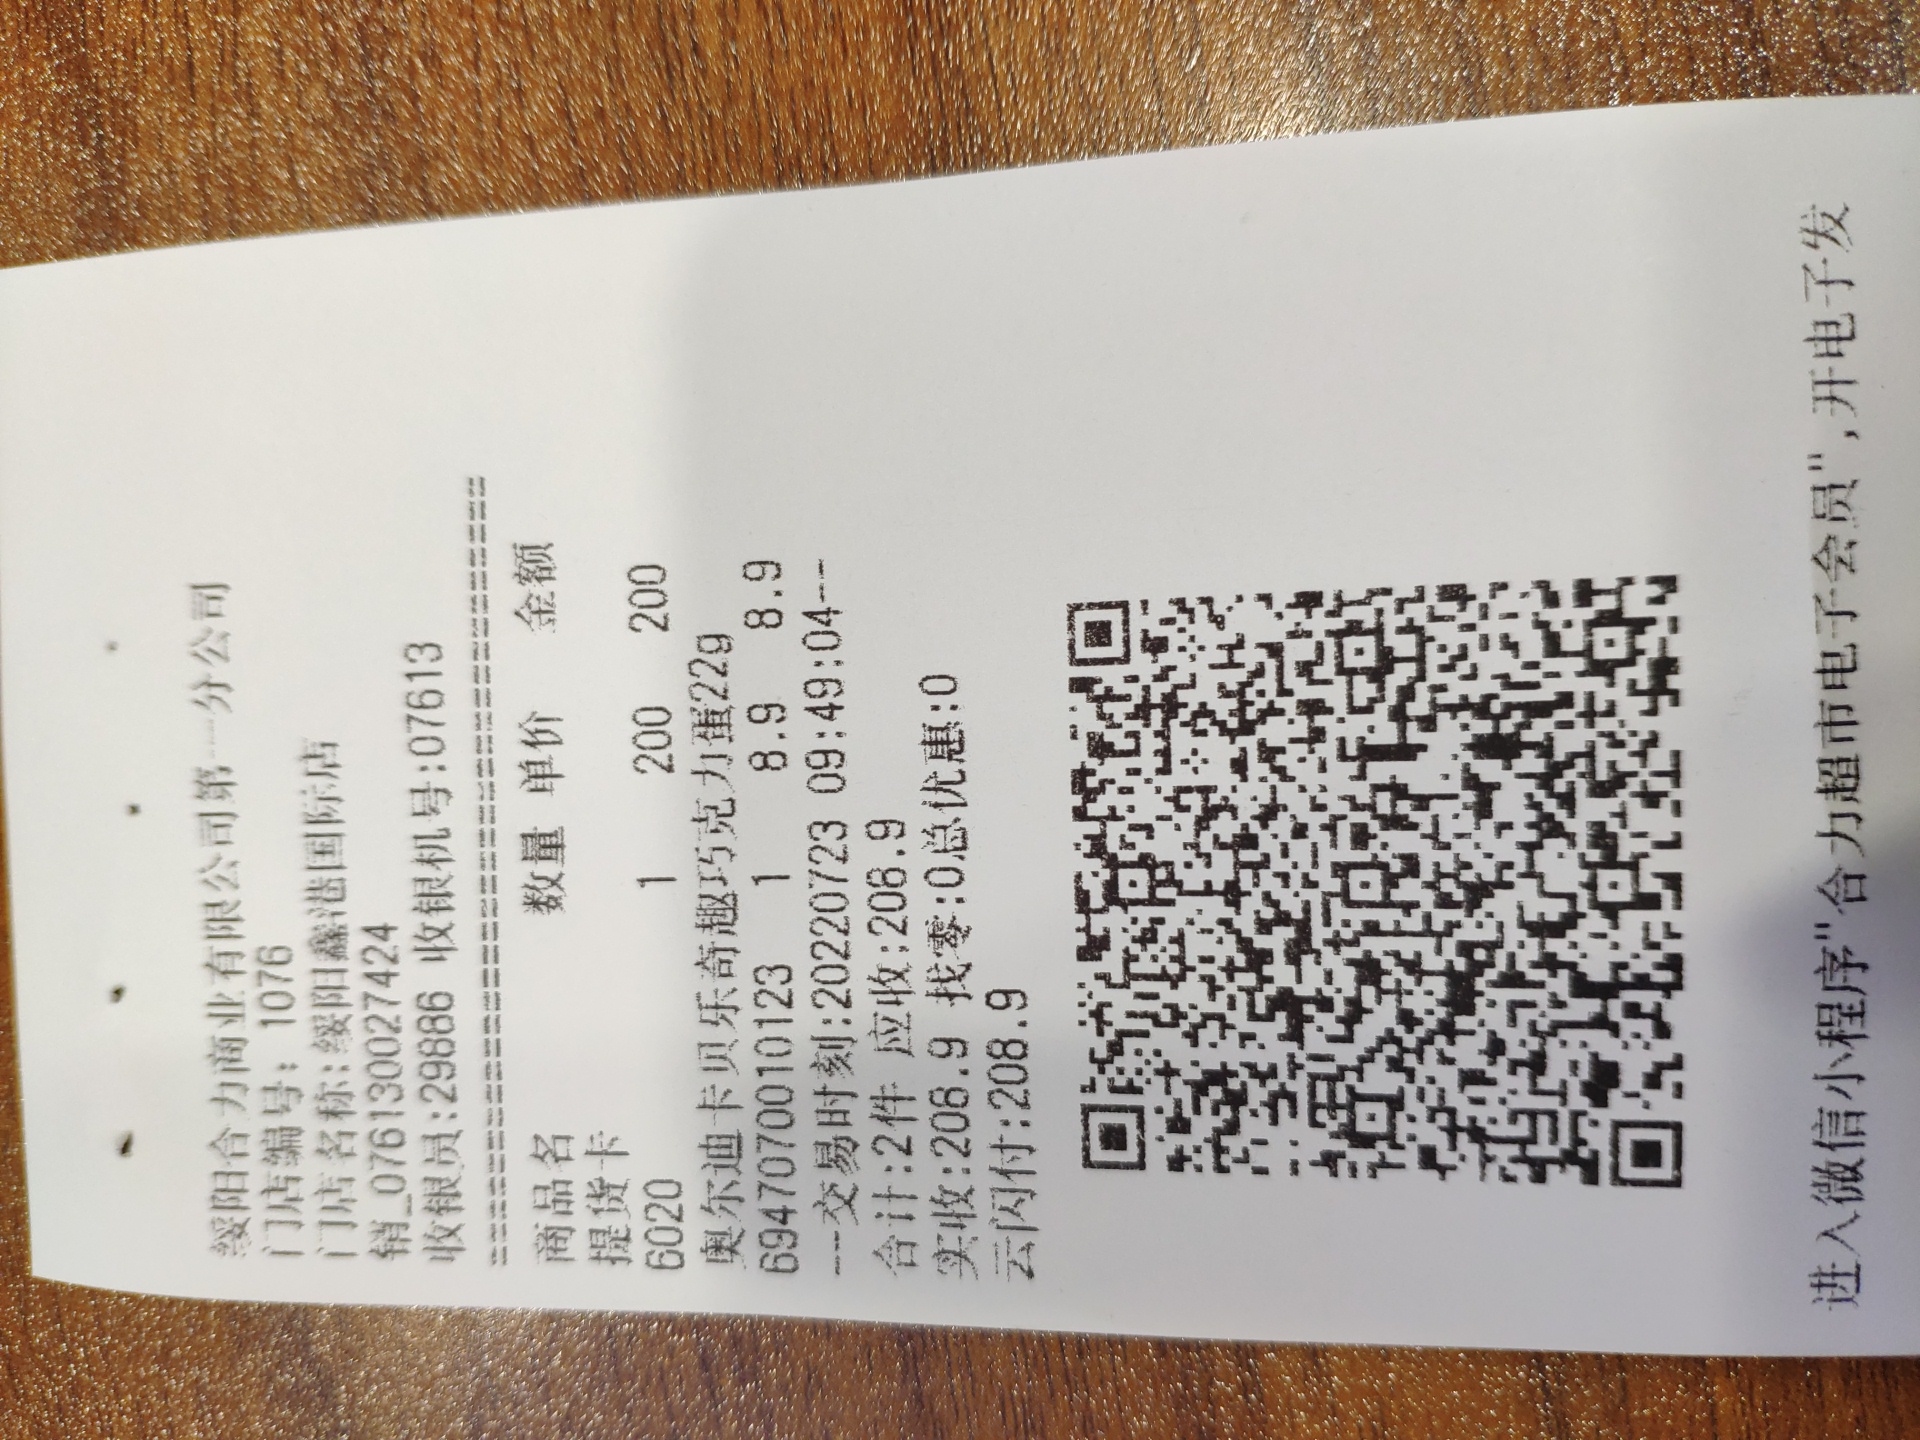 绥阳合力商业有限公司第一分公司
门店编号: 1076
门店名称:绥阳鑫港国际店
销_0761300027424
收银员:29886 收银机号:07613
商品名 数量 单价 金额
提货卡
6020 1 200 200
奥尔迪卡贝乐奇趣巧克力蛋22g
6947070010123 1 8.9 8.9
---交易时刻:20220723 09:49:04--
合计:2件 应收:208.9
实收:208.9 找零:0总优惠:0
云闪付:208.9
进入微信小程序"合力超市电子会员",开电子发